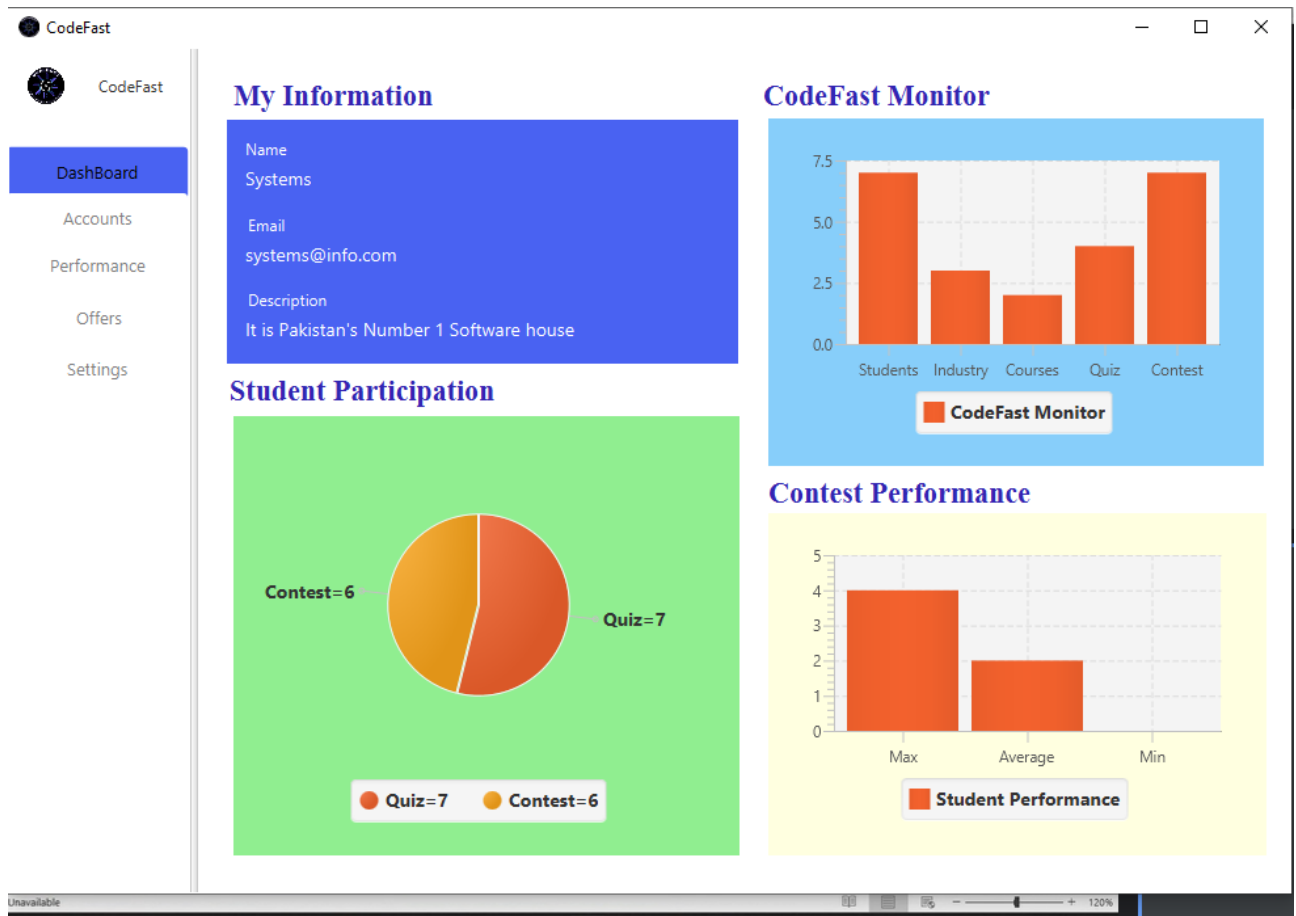 CodeFast
CodeFast
DashBoard
Accounts
Performance
Offers
Settings
My Information
Name
Systems
Email
systems@info.com
Description
It is Pakistan's Number 1 Software house
Student Participation
Contest=6
Quiz=7
Quiz=7 Contest=6
CodeFast Monitor
7.5
5.0
2.5
0.0
Students Industry Courses Quiz Contest
CodeFast Monitor
Contest Performance
5
4
3
2
1
0
Max Average Min
Student Performance
Unavailable
120%